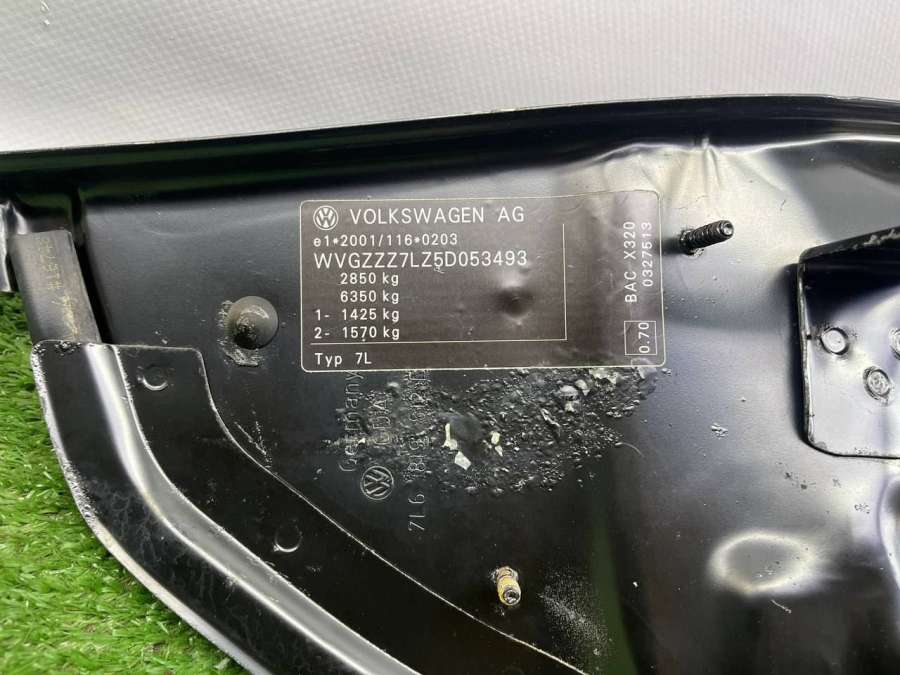 VOLKSWAGEN AG
e1*2001/116*0203
WVGZZZ7LZ5D053493
2850 kg
6350 kg
1- 1425 kg
2- 1570 kg
Typ 7L
BAC X320
0327513
0.70
Germany
7L6